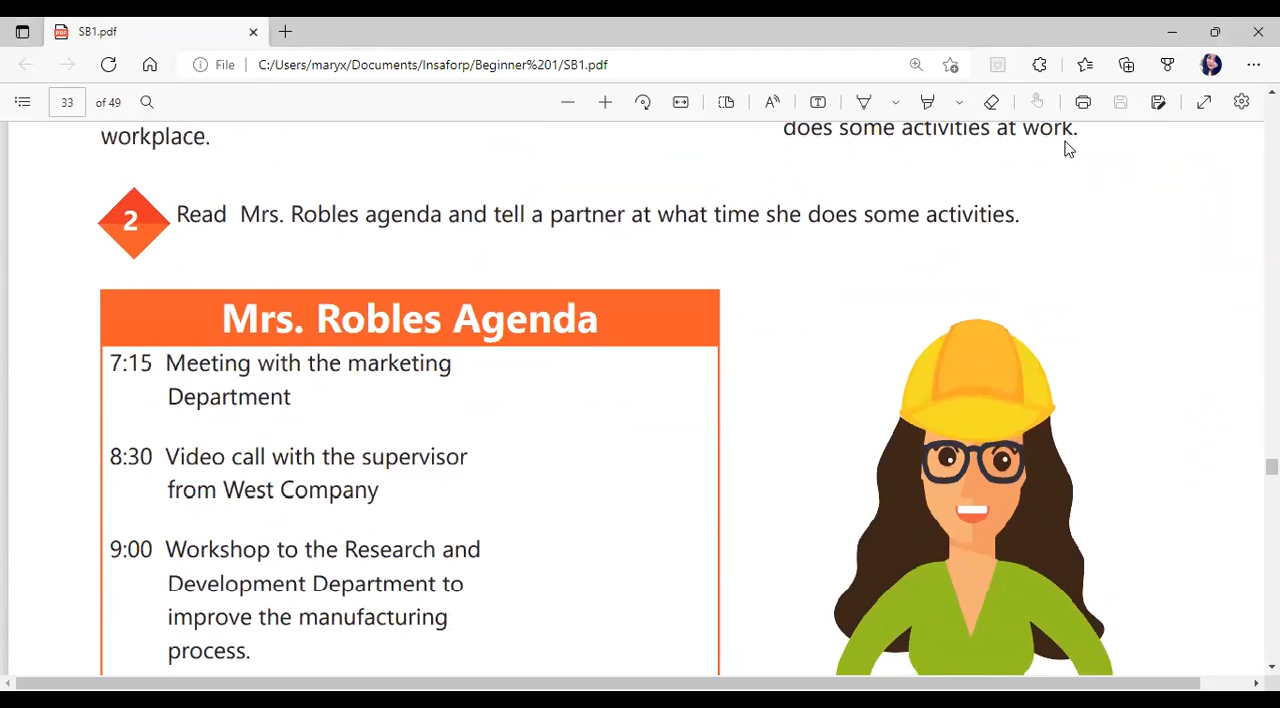 SB1.pdf
File
C:/Users/maryx/Documents/Insaforp/Beginner%201/SB1.pdf
33 of 49
workplace.
does some activities at work.
2 Read Mrs. Robles agenda and tell a partner at what time she does some activities.
Mrs. Robles Agenda
7:15 Meeting with the marketing
Department
8:30 Video call with the supervisor
from West Company
9:00 Workshop to the Research and
Development Department to
improve the manufacturing
process.